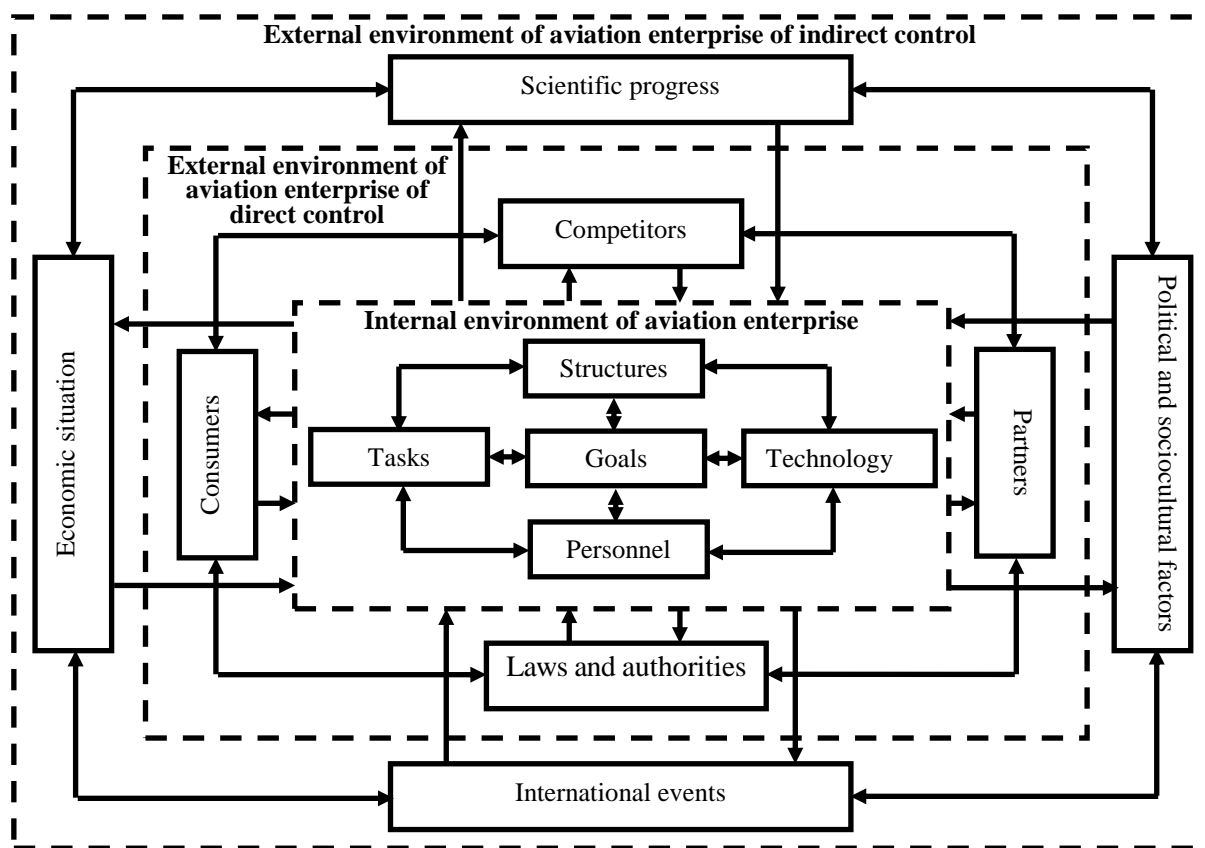 External environment of aviation enterprise of indirect control
Scientific progress
External environment of
aviation enterprise of
direct control
Competitors
Internal environment of aviation enterprise
Structures
Tasks
Goals
Technology
Personnel
Economic situation
Consumers
Partners
Political and sociocultural factors
Laws and authorities
International events